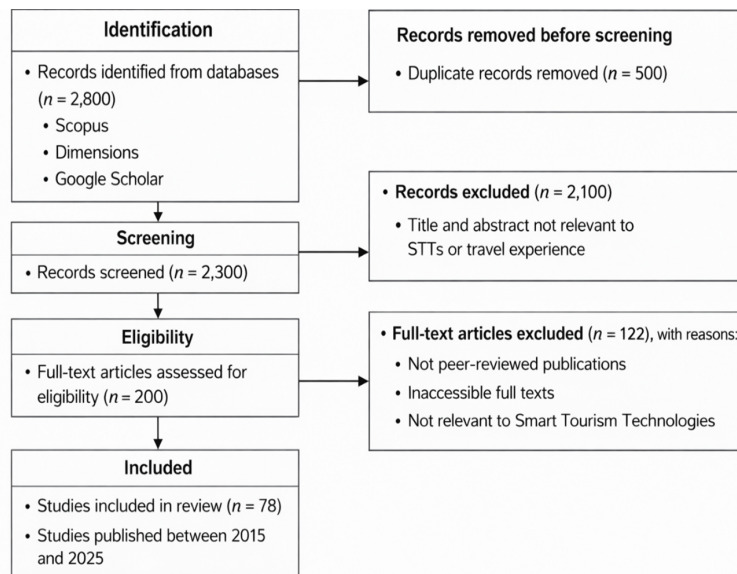 Identification
• Records identified from databases
(n = 2,800)
• Scopus
• Dimensions
• Google Scholar
Records removed before screening
• Duplicate records removed (n = 500)
Screening
• Records screened (n = 2,300)
• Records excluded (n = 2,100)
• Title and abstract not relevant to
STTs or travel experience
Eligibility
• Full-text articles assessed for
eligibility (n = 200)
• Full-text articles excluded (n = 122), with reasons:
• Not peer-reviewed publications
• Inaccessible full texts
• Not relevant to Smart Tourism Technologies
Included
• Studies included in review (n = 78)
• Studies published between 2015
and 2025